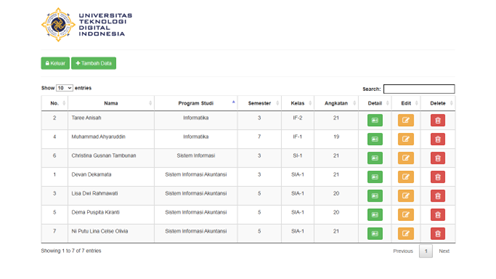 UNIVERSITAS
TEKNOLOGI
DIGITAL
INDONESIA
Keluar + Tambah Data
Show 10 entries Search:
No. Nama Program Studi Semester Kelas Angkatan Detail Edit Delete
2 Taree Anisah Informatika 3 IF-2 21
4 Muhammad Ahyaruddin Informatika 7 IF-1 19
6 Christina Gusnan Tambunan Sistem Informasi 3 SI-1 21
1 Devan Dekamafa Sistem Informasi Akuntansi 3 SIA-1 21
3 Lisa Dwi Rahmawati Sistem Informasi Akuntansi 5 SIA-1 20
5 Derna Puspita Kiranti Sistem Informasi Akuntansi 5 SIA-1 20
7 Ni Putu Lina Celse Olivia Sistem Informasi Akuntansi 5 SIA-1 21
Showing 1 to 7 of 7 entries Previous 1 Next